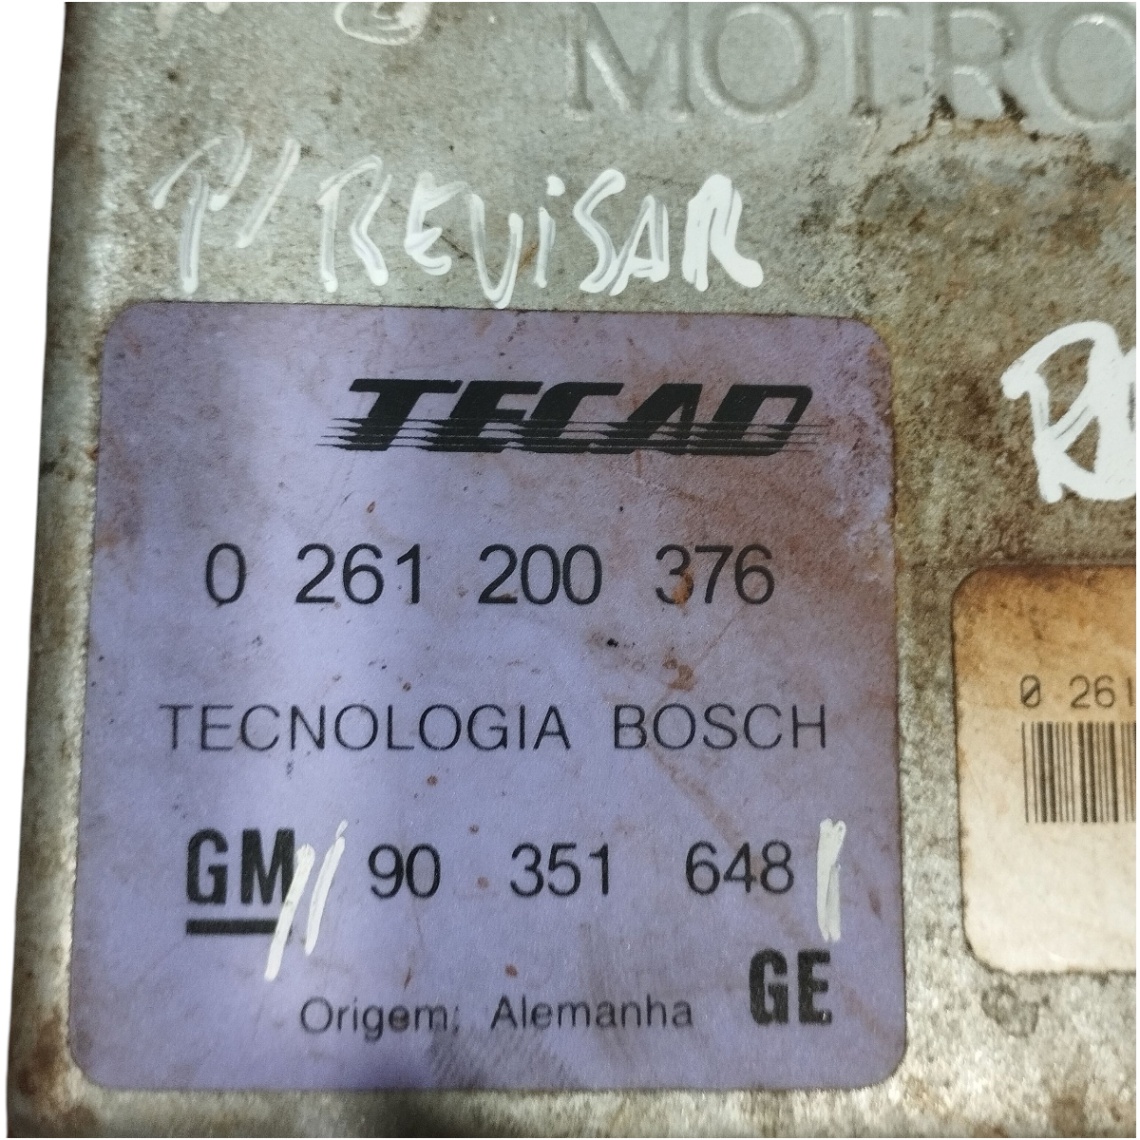 MOTRO
P/ REVISAR
TECAD
0 261 200 376
TECNOLOGIA BOSCH
0 261
GM 90 351 648
GE
Origem: Alemanha